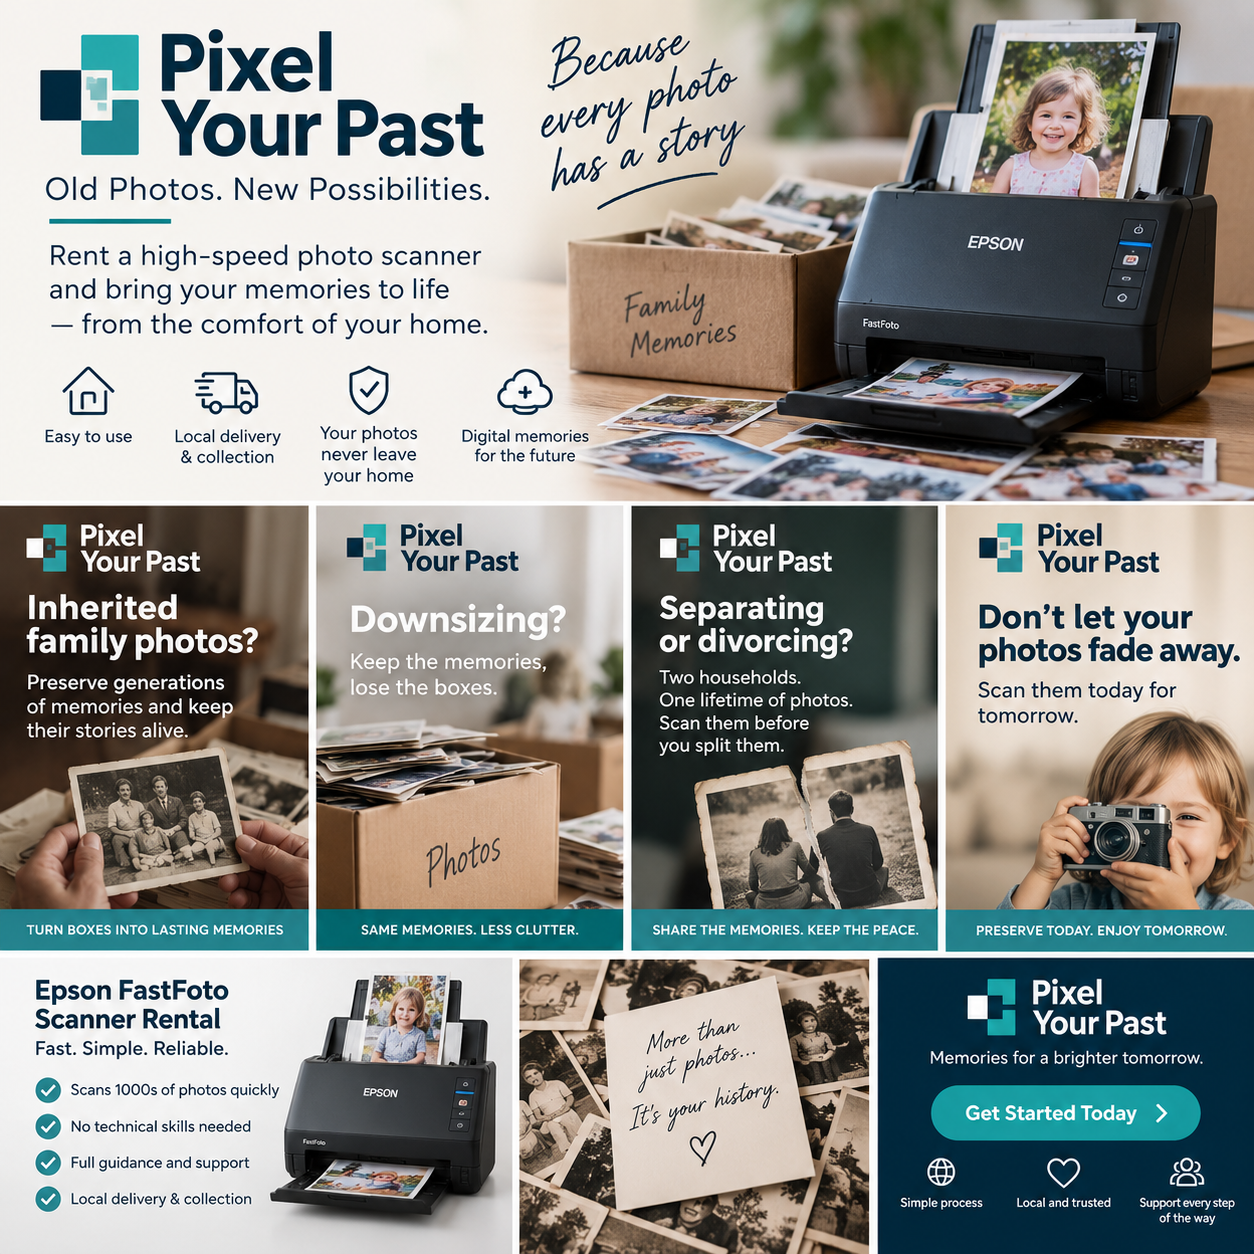 Pixel
Your Past
Old Photos. New Possibilities.
Rent a high-speed photo scanner
and bring your memories to life
— from the comfort of your home.
Easy to use
Local delivery
& collection
Your photos
never leave
your home
Digital memories
for the future
Because
every photo
has a story
Family
Memories
EPSON
FastFoto
Pixel
Your Past
Inherited
family photos?
Preserve generations
of memories and keep
their stories alive.
TURN BOXES INTO LASTING MEMORIES
Pixel
Your Past
Downsizing?
Keep the memories,
lose the boxes.
Photos
SAME MEMORIES. LESS CLUTTER.
Pixel
Your Past
Separating
or divorcing?
Two households.
One lifetime of photos.
Scan them before
you split them.
SHARE THE MEMORIES. KEEP THE PEACE.
Pixel
Your Past
Don't let your
photos fade away.
Scan them today for
tomorrow.
PRESERVE TODAY. ENJOY TOMORROW.
Epson FastFoto
Scanner Rental
Fast. Simple. Reliable.
Scans 1000s of photos quickly
No technical skills needed
Full guidance and support
Local delivery & collection
EPSON
FastFoto
More than
just photos...
It's your history.
Pixel
Your Past
Memories for a brighter tomorrow.
Get Started Today
Simple process
Local and trusted
Support every step
of the way